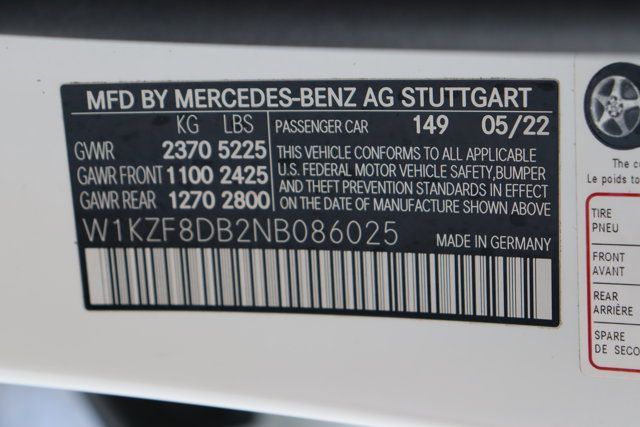 MFD BY MERCEDES-BENZ AG STUTTGART
KG LBS
PASSENGER CAR 149 05/22
GVWR 2370 5225
GAWR FRONT 1100 2425
GAWR REAR 1270 2800
THIS VEHICLE CONFORMS TO ALL APPLICABLE
U.S. FEDERAL MOTOR VEHICLE SAFETY,BUMPER
AND THEFT PREVENTION STANDARDS IN EFFECT
ON THE DATE OF MANUFACTURE SHOWN ABOVE
W1KZF8DB2NB086025
MADE IN GERMANY
The c
Le poids to
TIRE
PNEU
FRONT
AVANT
REAR
ARRIÈRE
SPARE
DE SECO